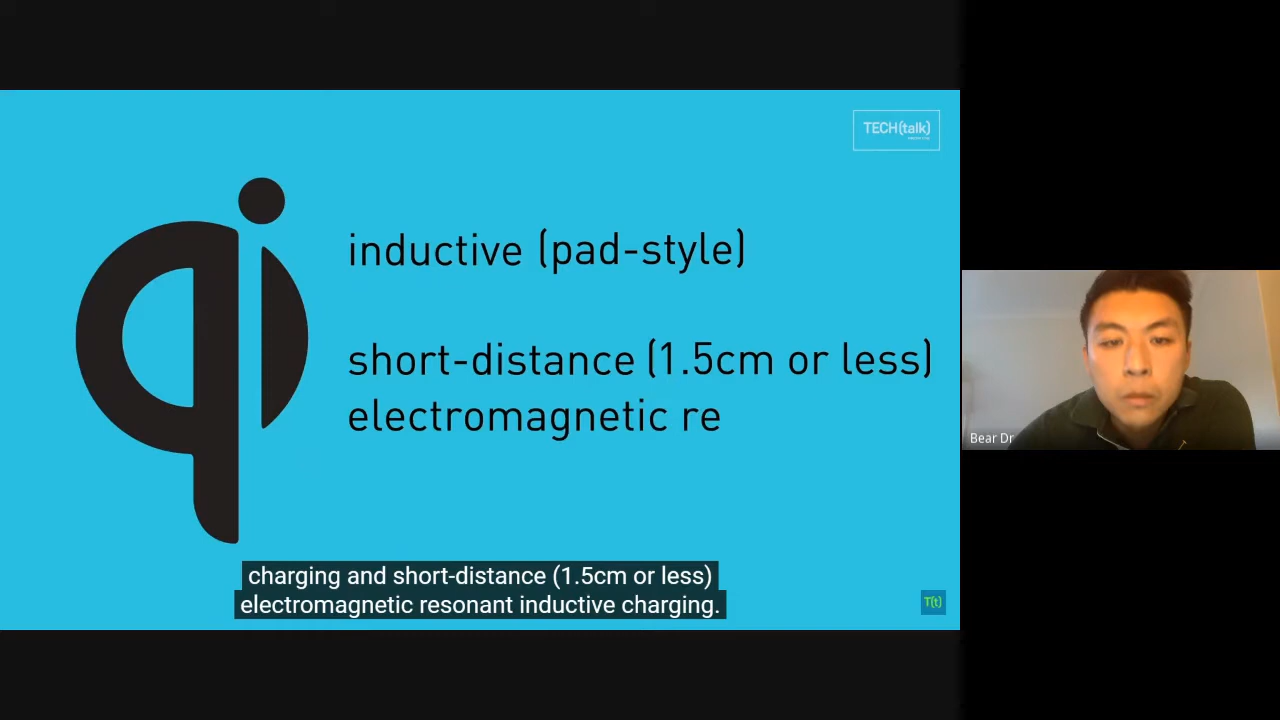 TECH(talk)
qi
inductive (pad-style)
short-distance (1.5cm or less)
electromagnetic re
charging and short-distance (1.5cm or less)
electromagnetic resonant inductive charging.
T(t)
Bear Dr